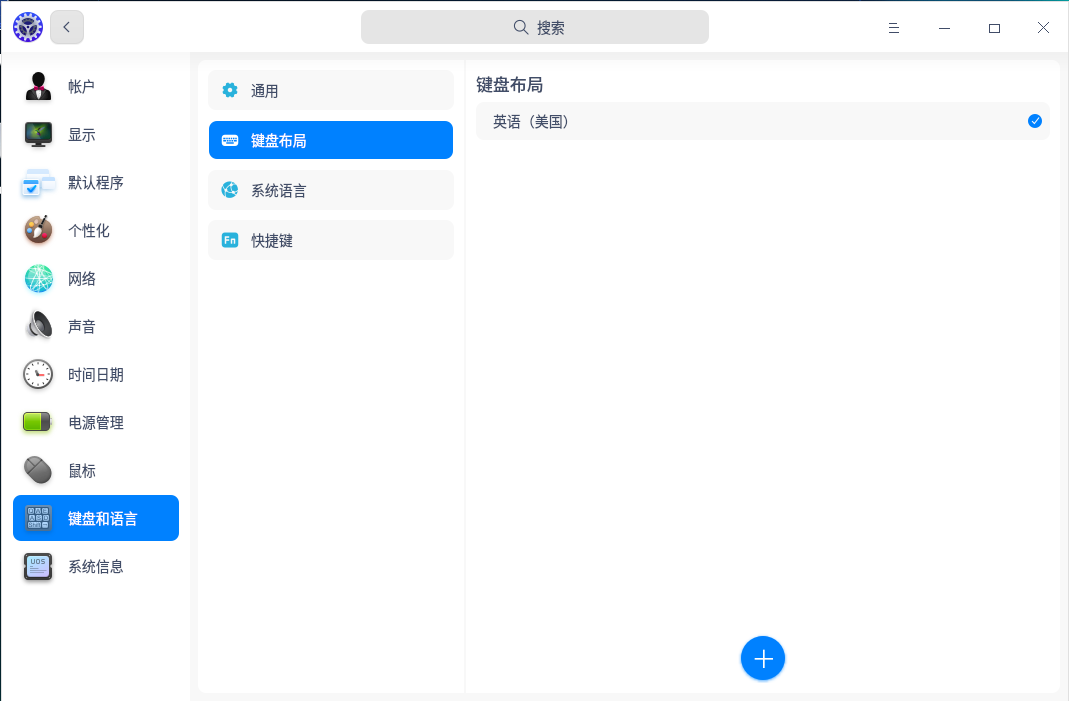 搜索
帐户
显示
默认程序
个性化
网络
声音
时间日期
电源管理
鼠标
键盘和语言
系统信息
通用
键盘布局
系统语言
Fn
快捷键
键盘布局
英语（美国）
UOS